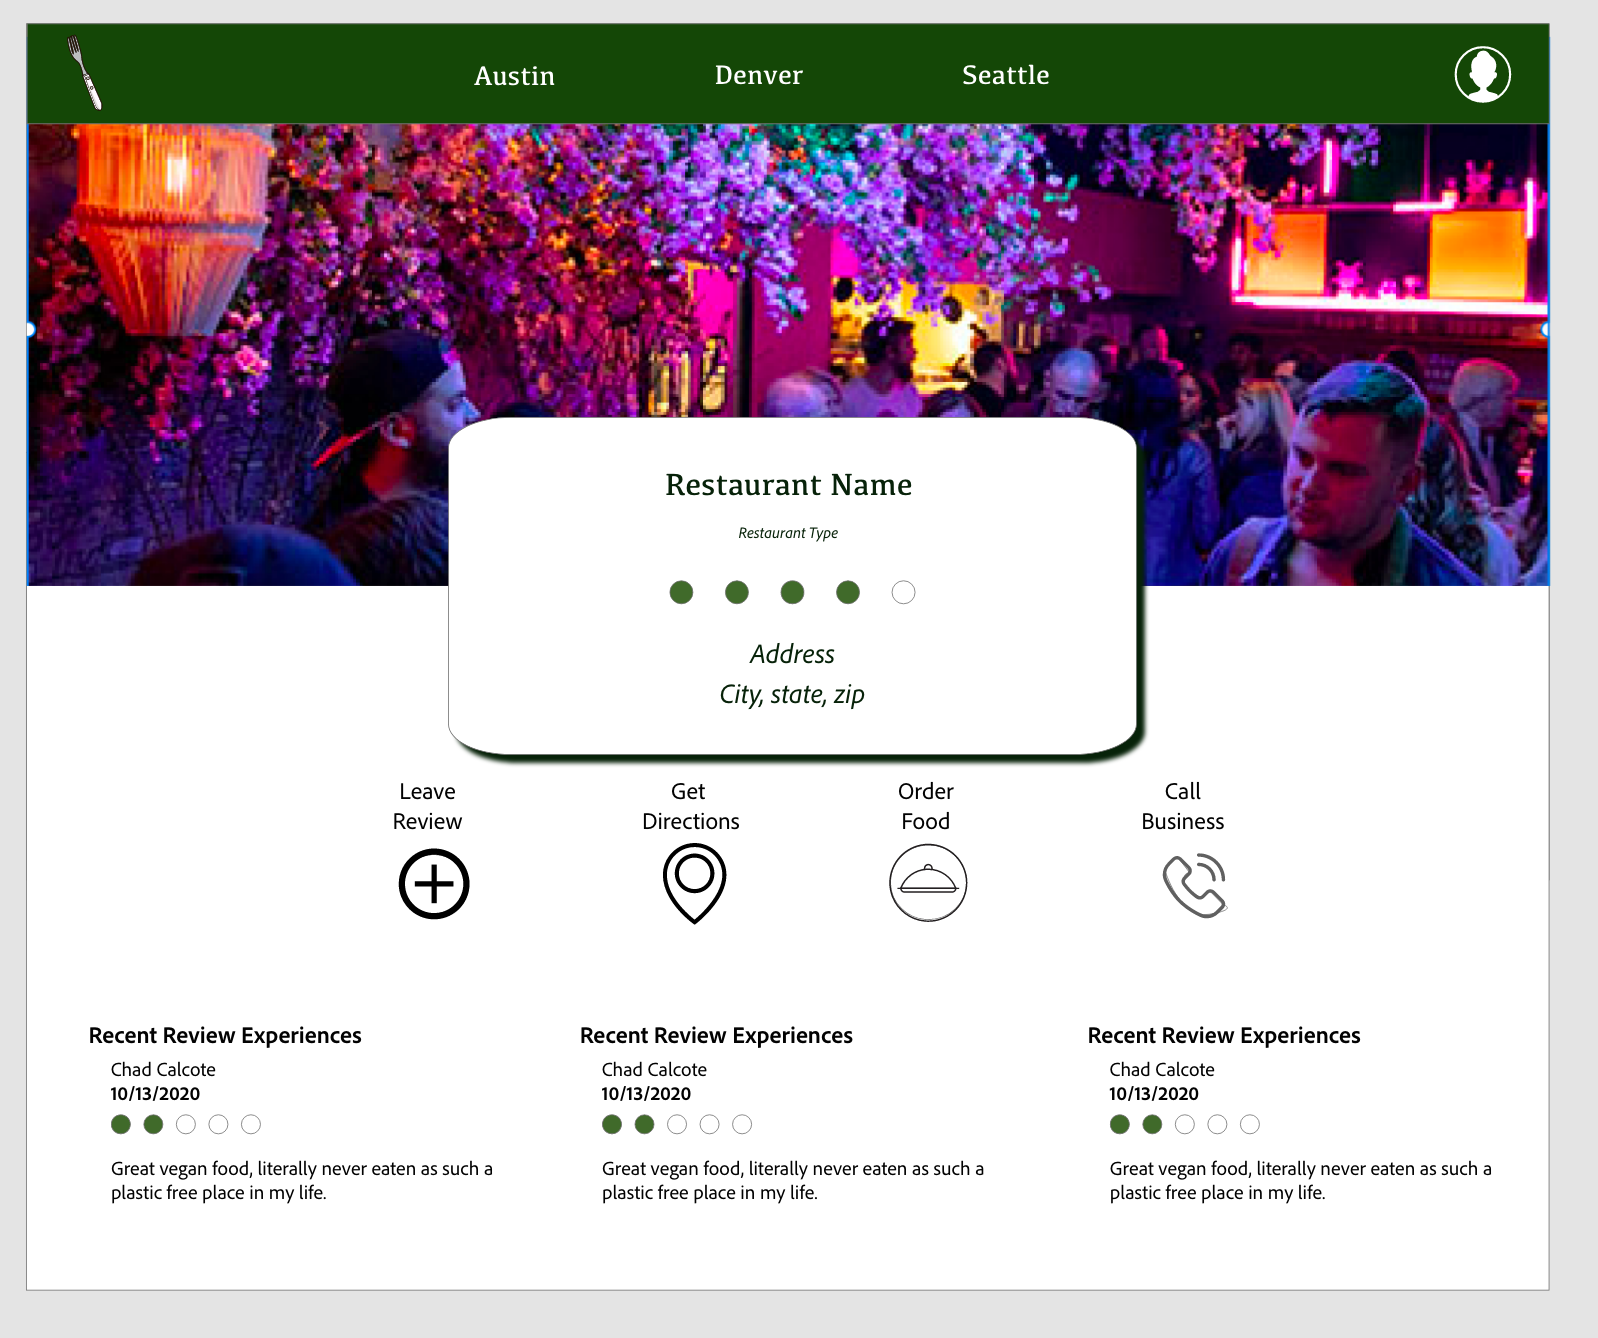 Austin
Denver
Seattle
Restaurant Name
Restaurant Type
Address
City, state, zip
Leave
Review
Get
Directions
Order
Food
Call
Business
Recent Review Experiences
Chad Calcote
10/13/2020
Great vegan food, literally never eaten as such a
plastic free place in my life.
Recent Review Experiences
Chad Calcote
10/13/2020
Great vegan food, literally never eaten as such a
plastic free place in my life.
Recent Review Experiences
Chad Calcote
10/13/2020
Great vegan food, literally never eaten as such a
plastic free place in my life.